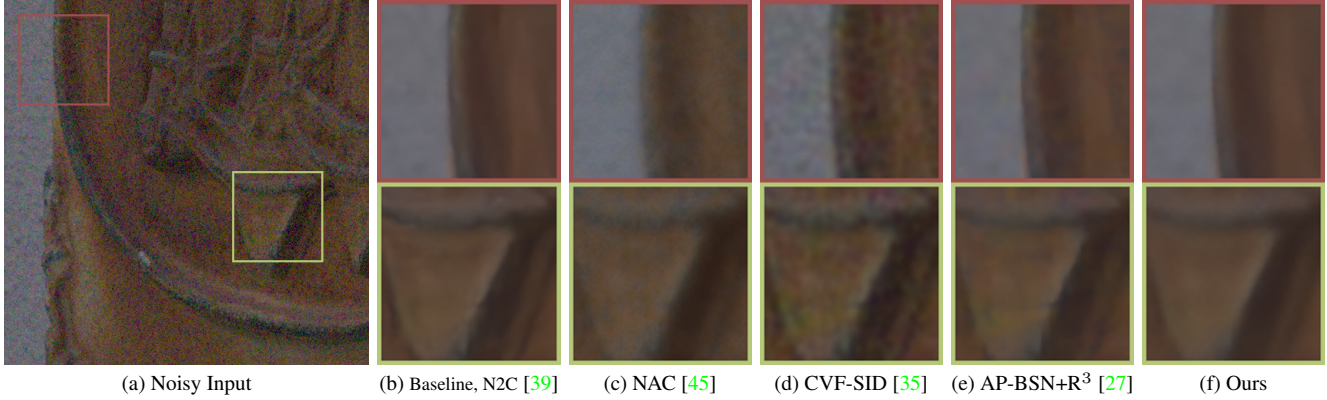 (a) Noisy Input
(b) Baseline, N2C [39]
(c) NAC [45]
(d) CVF-SID [35]
(e) AP-BSN+R³ [27]
(f) Ours